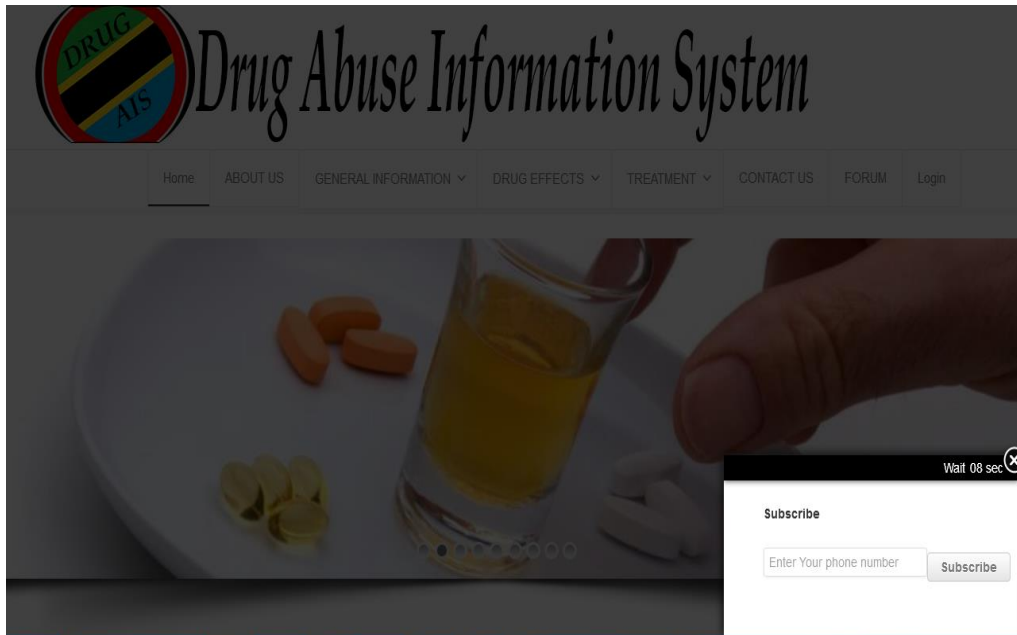 DRUG
AIS
Drug Abuse Information System
Home
ABOUT US
GENERAL INFORMATION
DRUG EFFECTS
TREATMENT
CONTACT US
FORUM
Login
Wait 08 sec
Subscribe
Enter Your phone number
Subscribe